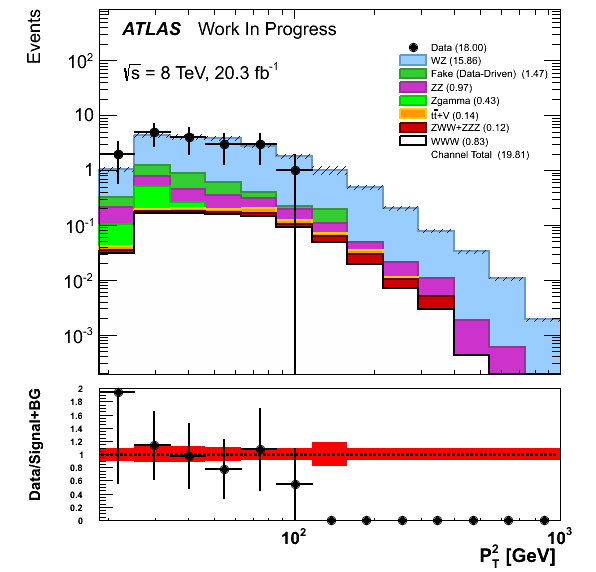 Events
ATLAS Work In Progress
√s = 8 TeV, 20.3 fb⁻¹
Data (18.00)
WZ (15.86)
Fake (Data-Driven) (1.47)
ZZ (0.97)
Zgamma (0.43)
tt̄+V (0.14)
ZWW+ZZZ (0.12)
WWW (0.83)
Channel Total (19.81)
10²
10
1
10⁻¹
10⁻²
10⁻³
Data/Signal+BG
2
1.8
1.6
1.4
1.2
1
0.8
0.6
0.4
0.2
0
10²
10³
P_T² [GeV]